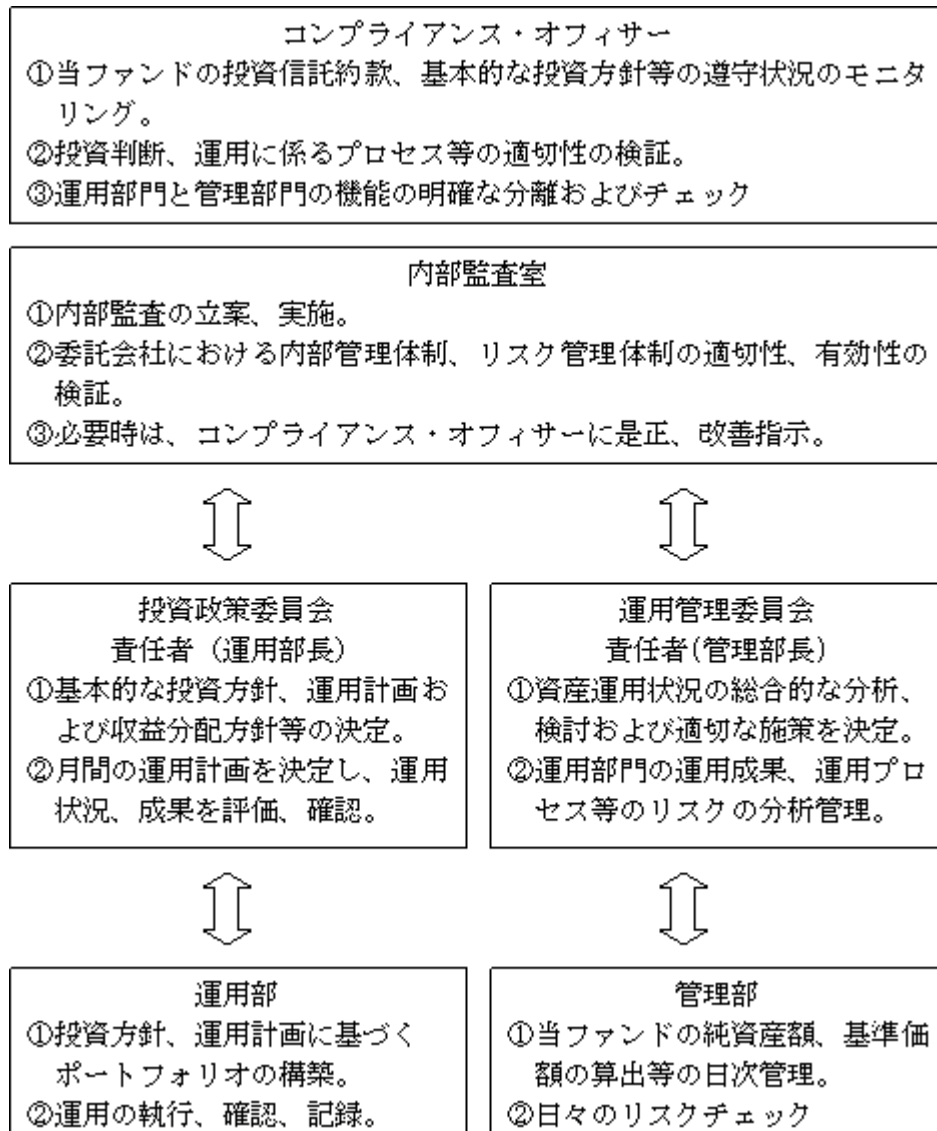 コンプライアンス・オフィサー
①当ファンドの投資信託約款、基本的な投資方針等の遵守状況のモニタ
リング。
②投資判断、運用に係るプロセス等の適切性の検証。
③運用部門と管理部門の機能の明確な分離およびチェック
内部監査室
①内部監査の立案、実施。
②委託会社における内部管理体制、リスク管理体制の適切性、有効性の
検証。
③必要時は、コンプライアンス・オフィサーに是正、改善指示。
投資政策委員会
責任者（運用部長）
①基本的な投資方針、運用計画お
よび収益分配方針等の決定。
②月間の運用計画を決定し、運用
状況、成果を評価、確認。
運用管理委員会
責任者(管理部長)
①資産運用状況の総合的な分析、
検討および適切な施策を決定。
②運用部門の運用成果、運用プロ
セス等のリスクの分析管理。
運用部
①投資方針、運用計画に基づく
ポートフォリオの構築。
②運用の執行、確認、記録。
管理部
①当ファンドの純資産額、基準価
額の算出等の日次管理。
②日々のリスクチェック